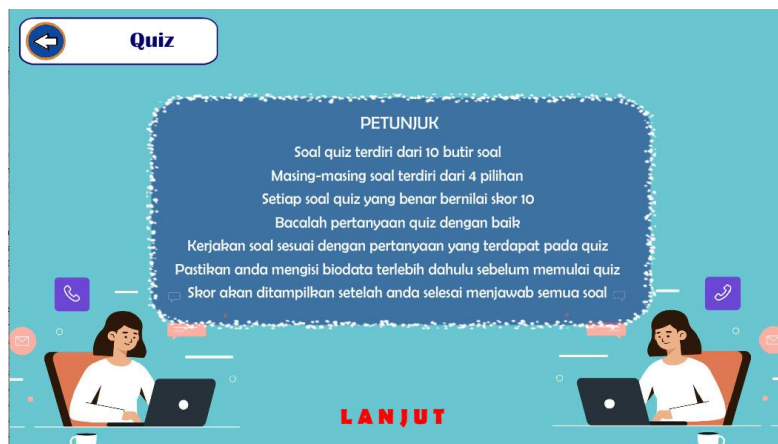 Quiz
PETUNJUK
Soal quiz terdiri dari 10 butir soal
Masing-masing soal terdiri dari 4 pilihan
Setiap soal quiz yang benar bernilai skor 10
Bacalah pertanyaan quiz dengan baik
Kerjakan soal sesuai dengan pertanyaan yang terdapat pada quiz
Pastikan anda mengisi biodata terlebih dahulu sebelum memulai quiz
Skor akan ditampilkan setelah anda selesai menjawab semua soal
LANJUT